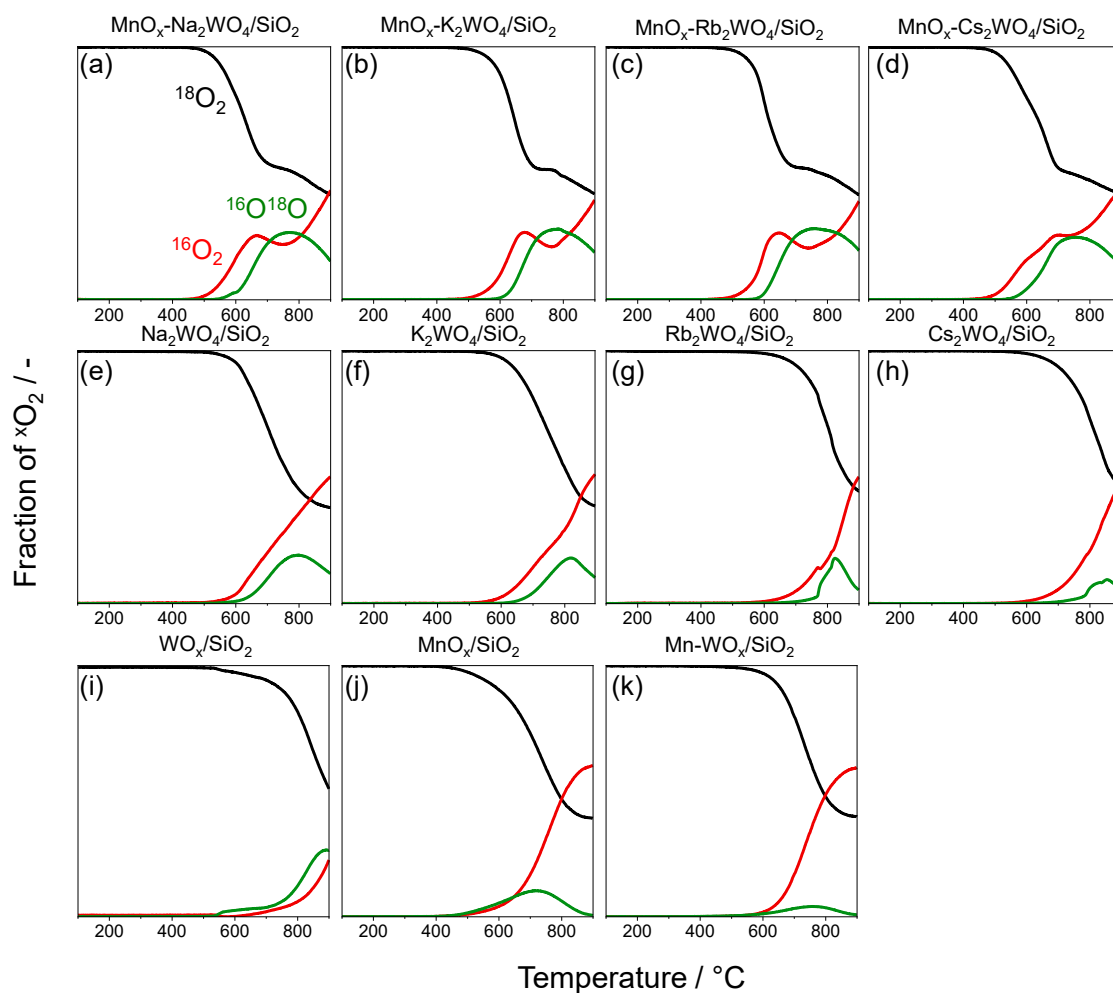 MnOₓ-Na₂WO₄/SiO₂ MnOₓ-K₂WO₄/SiO₂ MnOₓ-Rb₂WO₄/SiO₂ MnOₓ-Cs₂WO₄/SiO₂
(a) (b) (c) (d)
¹⁸O₂
¹⁶O¹⁸O
¹⁶O₂
200 400 600 800 200 400 600 800 200 400 600 800 200 400 600 800
Na₂WO₄/SiO₂ K₂WO₄/SiO₂ Rb₂WO₄/SiO₂ Cs₂WO₄/SiO₂
(e) (f) (g) (h)
Fraction of ˣO₂ / -
200 400 600 800 200 400 600 800 200 400 600 800 200 400 600 800
WOₓ/SiO₂ MnOₓ/SiO₂ Mn-WOₓ/SiO₂
(i) (j) (k)
200 400 600 800 200 400 600 800 200 400 600 800
Temperature / °C